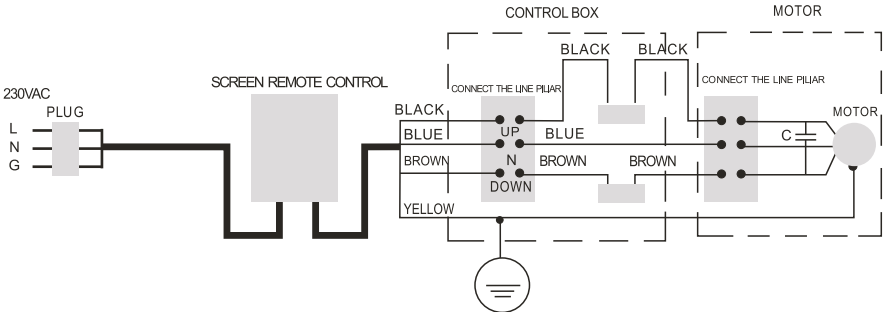 CONTROL BOX
MOTOR
BLACK
BLACK
SCREEN REMOTE CONTROL
CONNECT THE LINE PILIAR
CONNECT THE LINE PILIAR
230VAC
PLUG
BLACK
MOTOR
L
UP
BLUE
BLUE
C
N
BROWN
N
BROWN
BROWN
G
DOWN
YELLOW